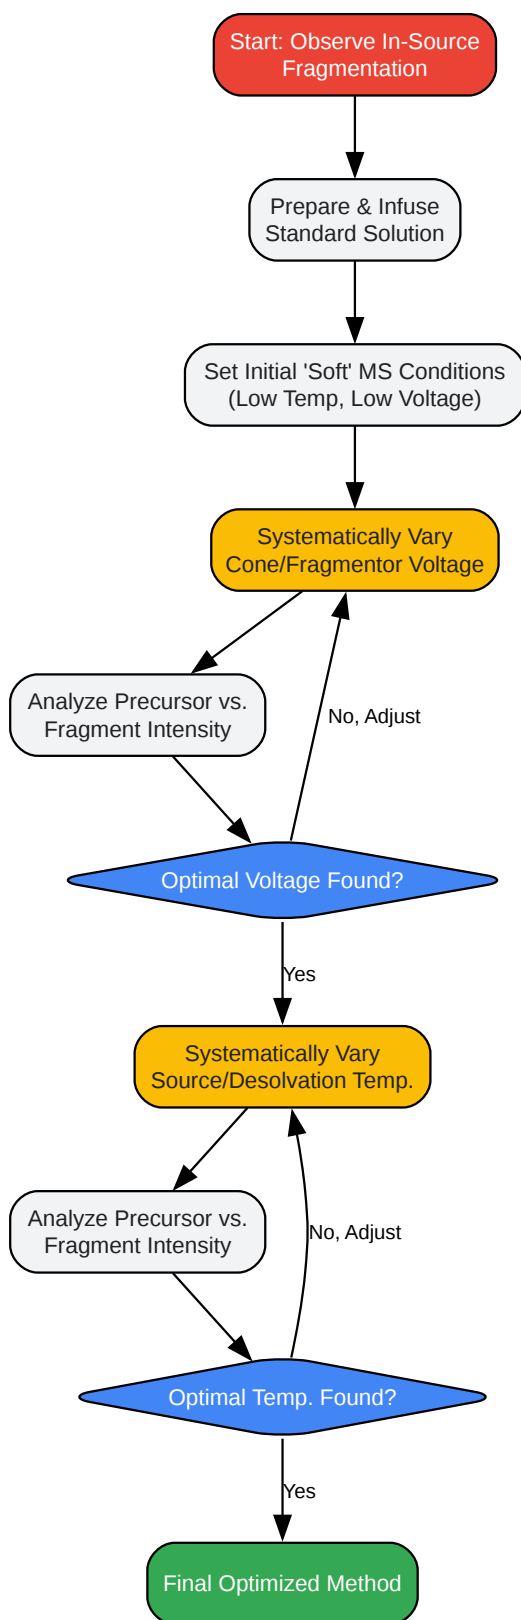 Start: Observe In-Source
Fragmentation
Prepare & Infuse
Standard Solution
Set Initial 'Soft' MS Conditions
(Low Temp, Low Voltage)
Systematically Vary
Cone/Fragmentor Voltage
Analyze Precursor vs.
Fragment Intensity
No, Adjust
Optimal Voltage Found?
Yes
Systematically Vary
Source/Desolvation Temp.
Analyze Precursor vs.
Fragment Intensity
No, Adjust
Optimal Temp. Found?
Yes
Final Optimized Method